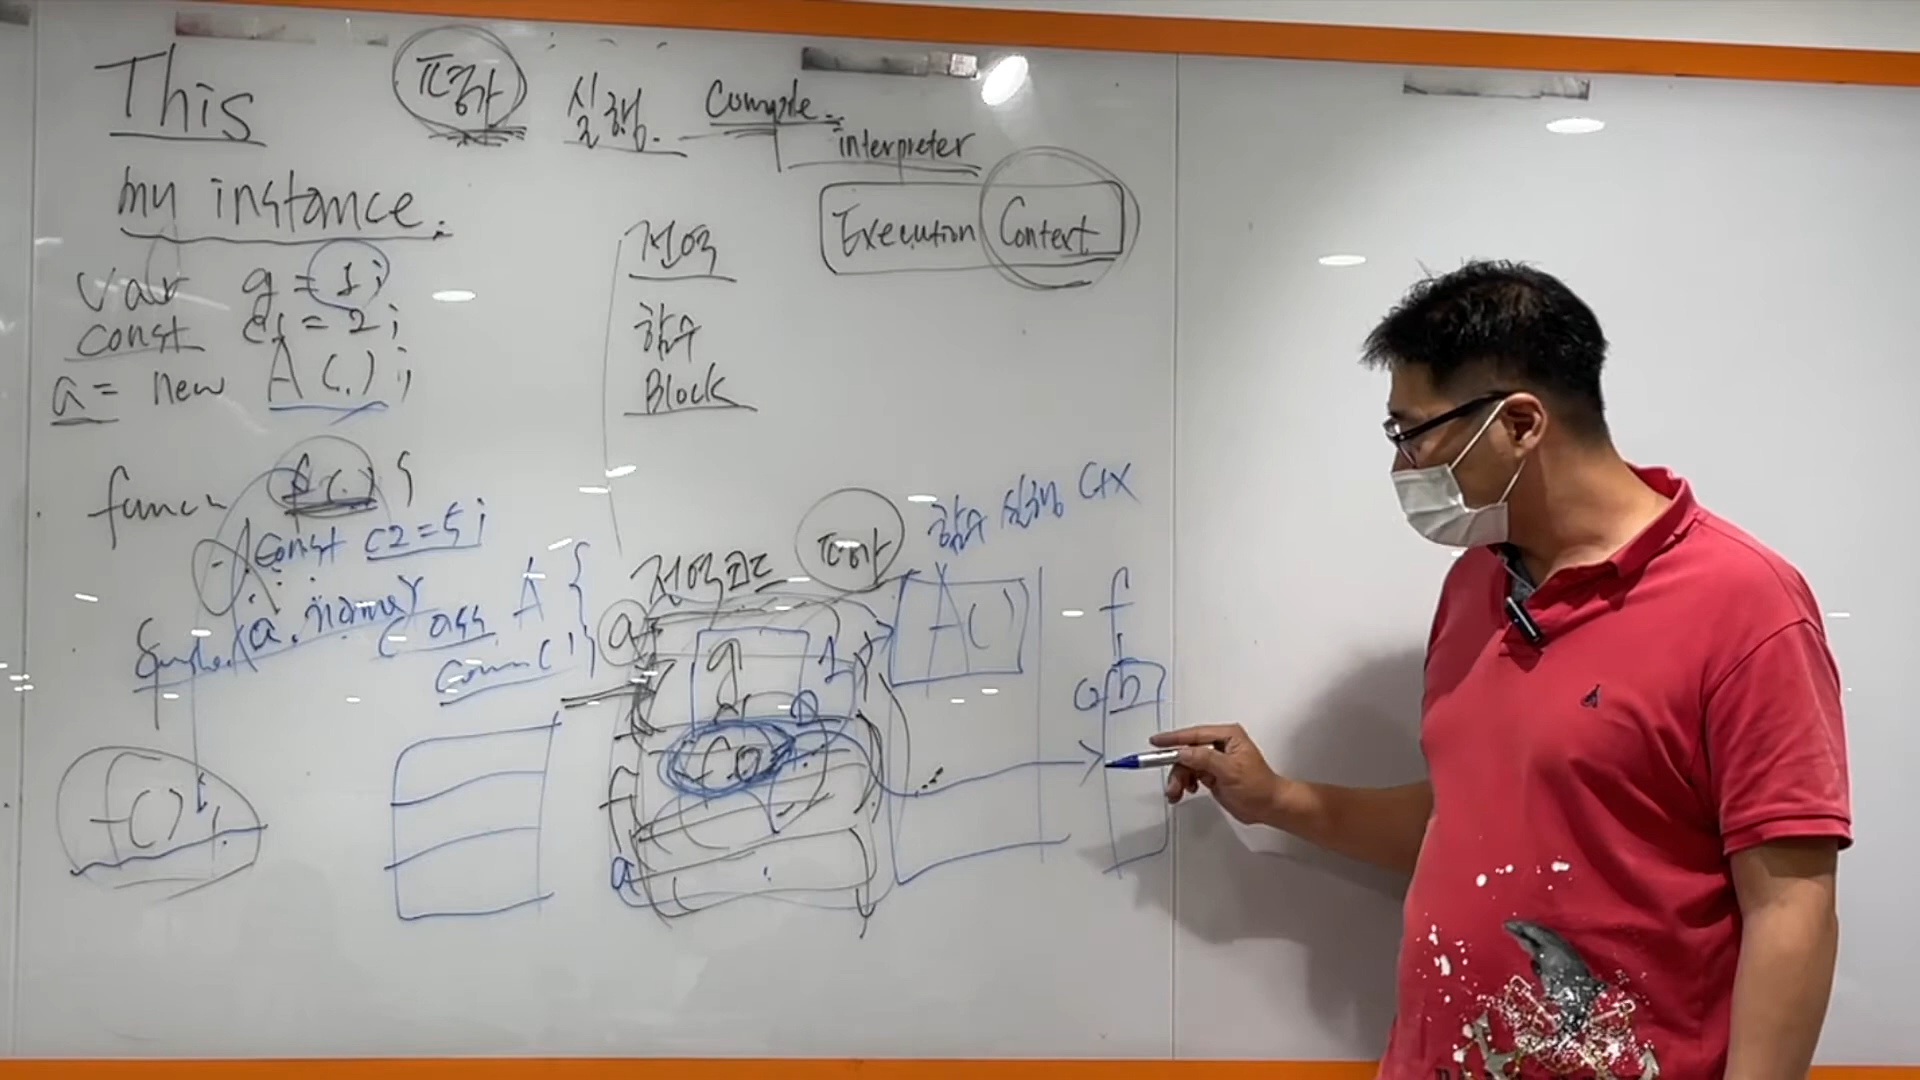 This
평가
실행.
Compile.
interpreter
Execution Context
my instance.
var g = 1;
const c1 = 2;
a = new A(.);
전역
함수
Block
func f(.) {
const c2=5;
(a.name)
class A {
전역코드 평가
함수 실행 Ctx
a
g 1
A()
f
f()
a